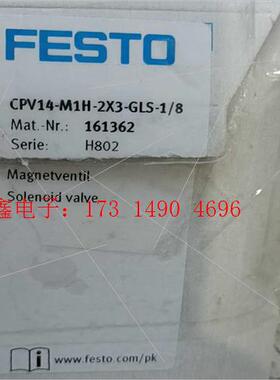 FESTO
CPV14-M1H-2X3-GLS-1/8
Mat.-Nr.: 161362
Serie: H802
Magnetventil
Solenoid valve
鑫电子：173 1490 4696
www.festo.com/pk